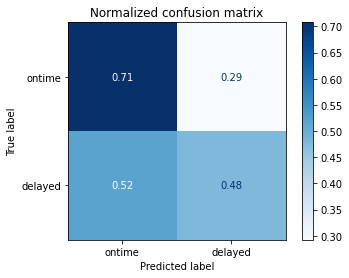 Normalized confusion matrix
True label
ontime
0.71
0.29
delayed
0.52
0.48
ontime
delayed
Predicted label
0.70
0.65
0.60
0.55
0.50
0.45
0.40
0.35
0.30